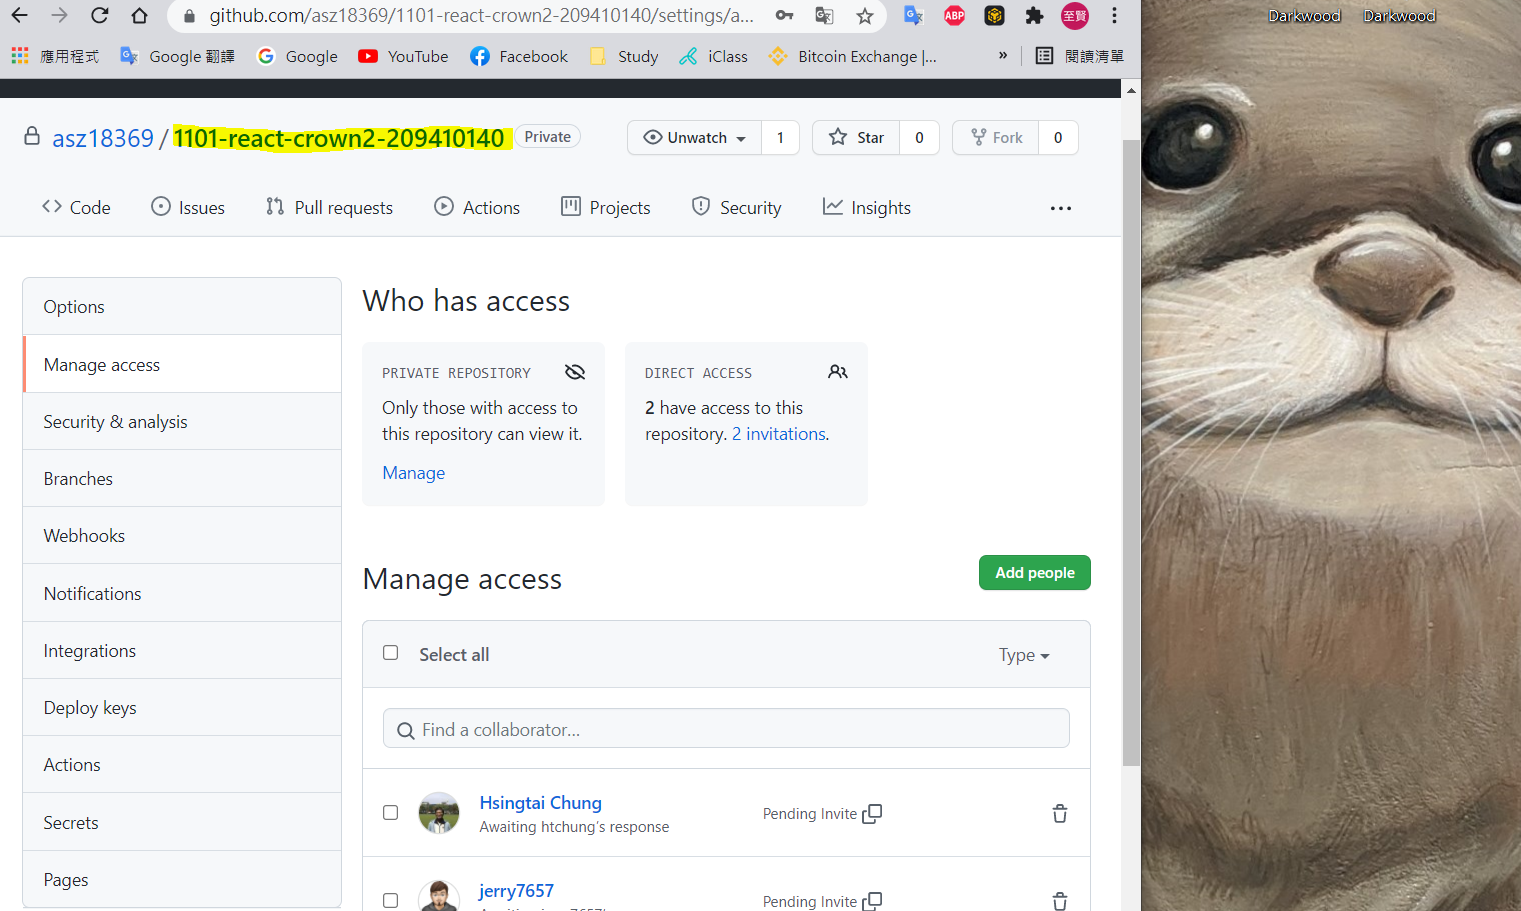 github.com/asz18369/1101-react-crown2-209410140/settings/a...
ABP
至賢
Darkwood Darkwood
應用程式 Google 翻譯 Google YouTube Facebook Study iClass Bitcoin Exchange |... » 閱讀清單
asz18369 / 1101-react-crown2-209410140 Private
Unwatch 1 Star 0 Fork 0
Code Issues Pull requests Actions Projects Security Insights ...
Options
Manage access
Security & analysis
Branches
Webhooks
Notifications
Integrations
Deploy keys
Actions
Secrets
Pages
Who has access
PRIVATE REPOSITORY
Only those with access to
this repository can view it.
Manage
DIRECT ACCESS
2 have access to this
repository. 2 invitations.
Manage access
Add people
Select all Type
Find a collaborator...
Hsingtai Chung
Awaiting htchung's response
Pending Invite
jerry7657
Pending Invite